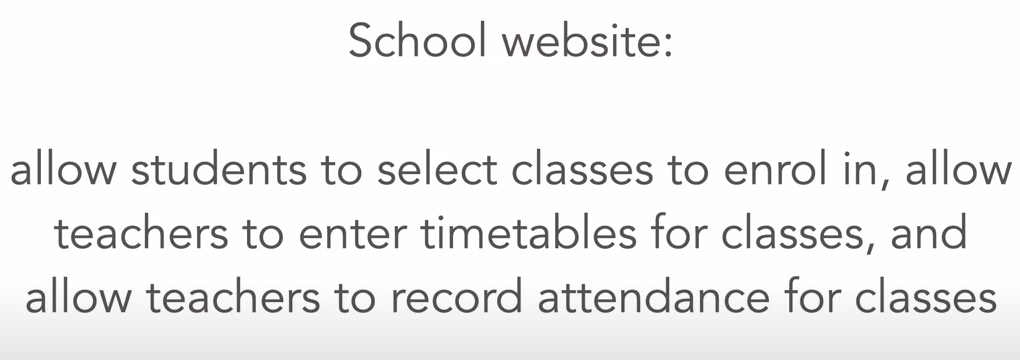 School website:
allow students to select classes to enrol in, allow
teachers to enter timetables for classes, and
allow teachers to record attendance for classes